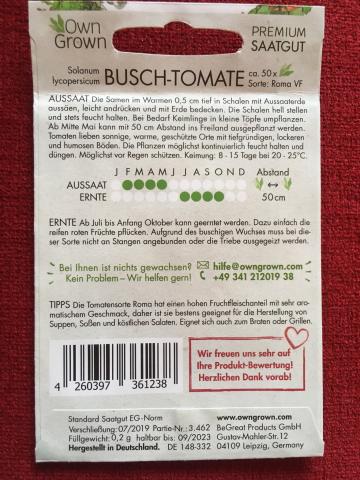 Own Grown
PREMIUM SAATGUT
Solanum lycopersicum
BUSCH-TOMATE
ca. 50x
Sorte: Roma VF
AUSSAAT Die Samen im Warmen 0,5 cm tief in Schalen mit Aussaaterde
aussäen, leicht andrücken und mit Erde bedecken. Die Schalen hell stellen
und stets feucht halten. Bei Bedarf Keimlinge in kleine Töpfe umpflanzen.
Ab Mitte Mai kann mit 50 cm Abstand ins Freiland ausgepflanzt werden.
Tomaten lieben sonnige, warme, geschützte Orte mit tiefgründigen, lockeren
und humosen Böden. Die Pflanzen möglichst kontinuierlich feucht halten und
düngen. Möglichst vor Regen schützen. Keimung: 8 - 15 Tage bei 20 - 25°C.
J F M A M J J A S O N D Abstand
AUSSAAT
ERNTE 50 cm
ERNTE Ab Juli bis Anfang Oktober kann geerntet werden. Dazu einfach die
reifen roten Früchte pflücken. Aufgrund des buschigen Wuchses muss bei die-
ser Sorte nicht an Stangen angebunden oder die Triebe ausgegeizt werden.
Bei Ihnen ist nichts gewachsen? hilfe@owngrown.com
Kein Problem – Wir helfen gern! +49 341 212019 38
TIPPS Die Tomatensorte Roma hat einen hohen Fruchtfleischanteil mit sehr aro-
matischem Geschmack, daher ist sie bestens geeignet für die Herstellung von
Suppen, Soßen und köstlichen Salaten. Eignet sich auch zum Braten oder Grillen.
Wir freuen uns sehr auf
Ihre Produkt-Bewertung!
Herzlichen Dank vorab!
4 260397 361238
Standard Saatgut EG-Norm
Verschließung: 07/2019 Partie-Nr.: 3.462
Füllgewicht: 0,2 g haltbar bis: 09/2023
Hergestellt in Deutschland. DE 148-332
www.owngrown.com
BeGreat Products GmbH
Gustav-Mahler-Str. 12
04109 Leipzig, Germany